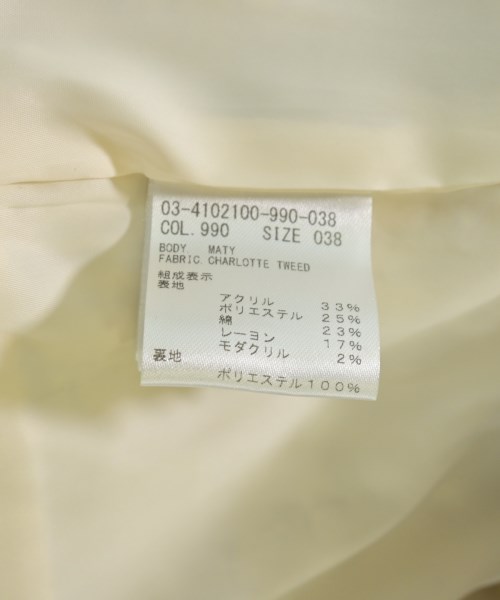 03-4102100-990-038
COL.990 SIZE 038
BODY. MATY
FABRIC. CHARLOTTE TWEED
組成表示
表地
アクリル 33%
ポリエステル 25%
綿 23%
レーヨン 17%
モダクリル 2%
裏地
ポリエステル100%